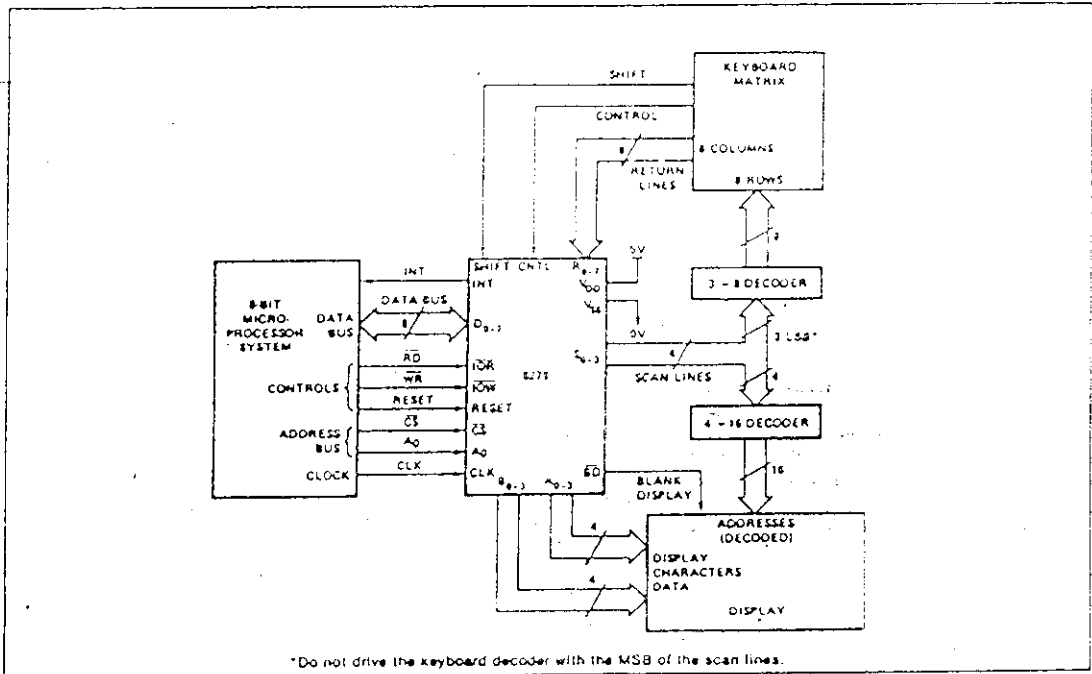 KEYBOARD
MATRIX
SHIFT
CONTROL
8
8 COLUMNS
RETURN
LINES
8 ROWS
5V
3 - 8 DECODER
INT
SHIFT CNTL
INT
V DD
0V
8-BIT
MICRO-
PROCESSOR
SYSTEM
DATA
BUS
DATA BUS
8
3 LSB*
4
4
SCAN LINES
RD
IOR
CONTROLS
WR
IOW
RESET
RESET
4 - 16 DECODER
ADDRESS
BUS
CS
CS
A0
A0
CLOCK
CLK
CLK
BD
BLANK
DISPLAY
16
ADDRESSES
(DECODED)
4
DISPLAY
CHARACTERS
DATA
4
DISPLAY
*Do not drive the keyboard decoder with the MSB of the scan lines.